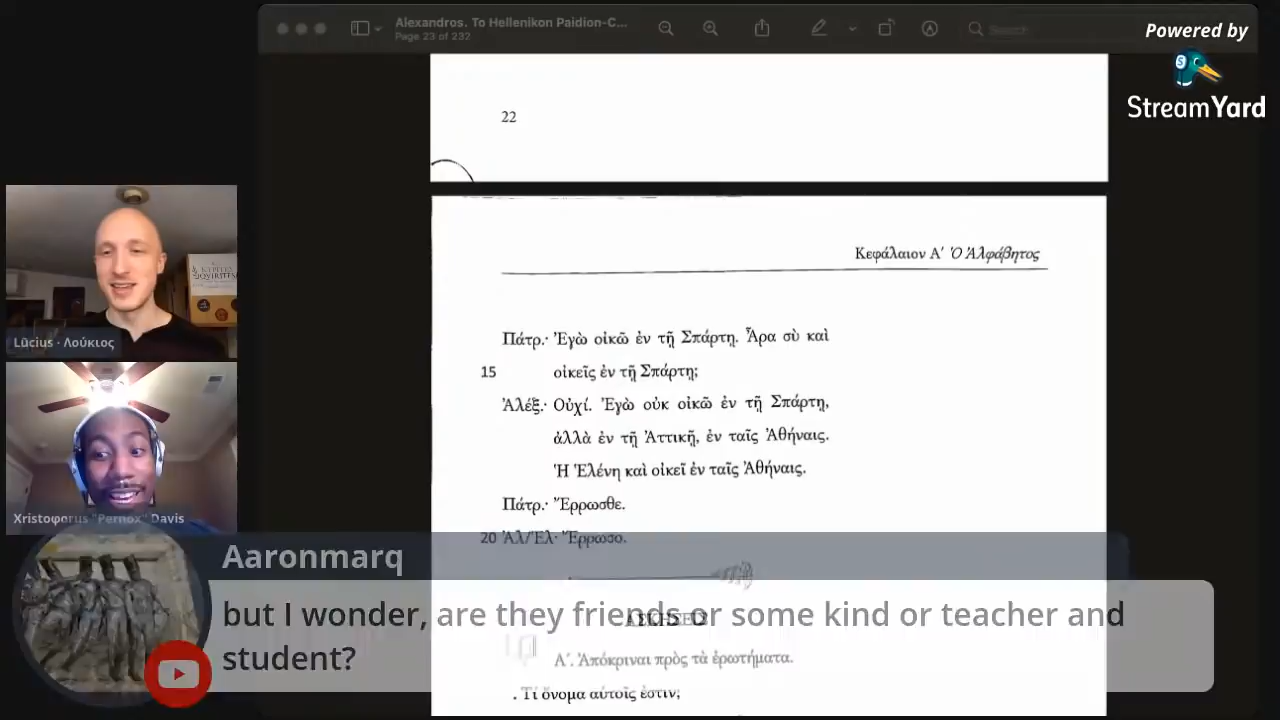 Alexandros. To Hellenikon Paidion-C...
Page 23 of 232
Search
Powered by
StreamYard
22
Κεφάλαιον Αʹ Ὁ Ἀλφάβητος
Πάτρ.· Ἐγὼ οἰκῶ ἐν τῇ Σπάρτῃ. Ἆρα σὺ καὶ
15 οἰκεῖς ἐν τῇ Σπάρτῃ;
Ἀλέξ.· Οὐχί. Ἐγὼ οὐκ οἰκῶ ἐν τῇ Σπάρτῃ,
ἀλλὰ ἐν τῇ Ἀττικῇ, ἐν ταῖς Ἀθήναις.
Ἡ Ἑλένη καὶ οἰκεῖ ἐν ταῖς Ἀθήναις.
Πάτρ.· Ἔρρωσθε.
20 Ἀλ/Ἑλ· Ἔρρωσο.
Αʹ. Ἀπόκριναι πρὸς τὰ ἐρωτήματα.
. Τί ὄνομα αὐτοῖς ἐστιν;
Lūcius · Λούκιος
Xristoφorus "Pernox" Davis
Aaronmarq
but I wonder, are they friends or some kind or teacher and
student?